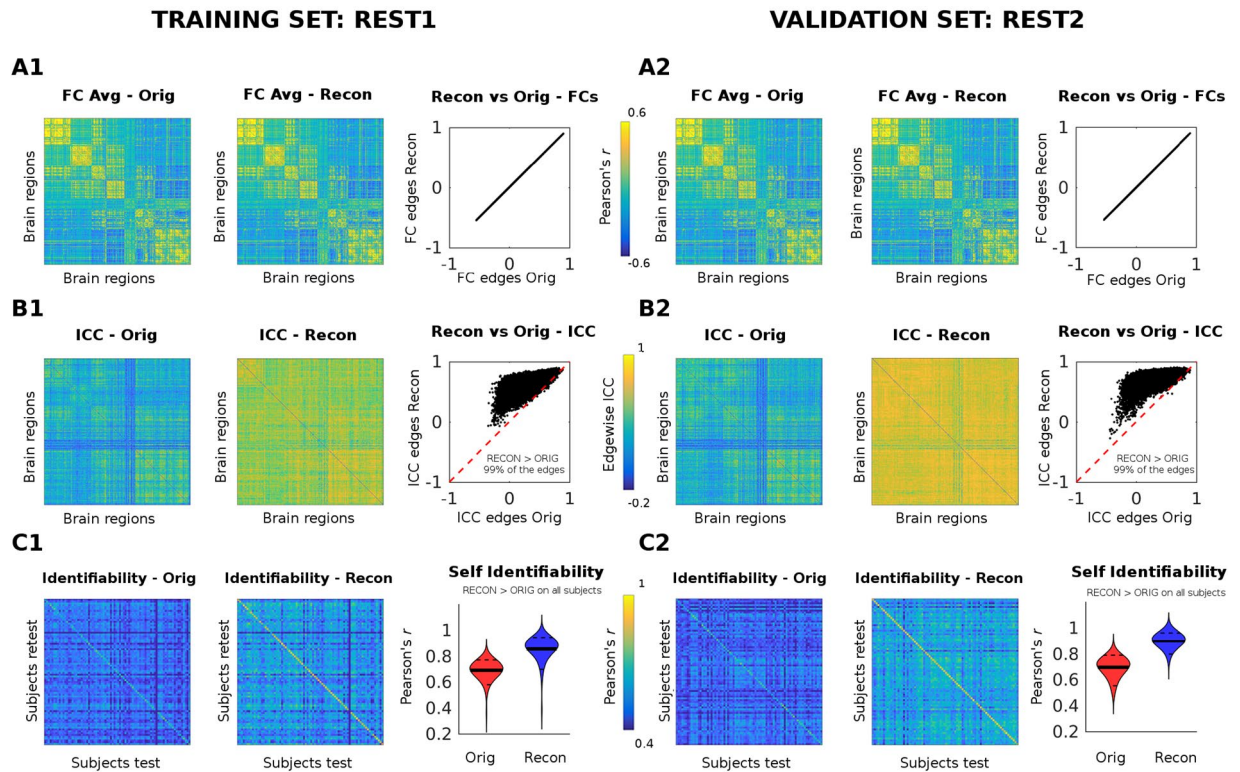 TRAINING SET: REST1
VALIDATION SET: REST2
A1
FC Avg - Orig
FC Avg - Recon
Recon vs Orig - FCs
Brain regions
Brain regions
Brain regions
Brain regions
FC edges Recon
1
0
-1
0
1
FC edges Orig
0.6
Pearson's r
-0.6
A2
FC Avg - Orig
FC Avg - Recon
Recon vs Orig - FCs
Brain regions
Brain regions
Brain regions
Brain regions
FC edges Recon
1
0
-1
0
1
FC edges Orig
B1
ICC - Orig
ICC - Recon
Recon vs Orig - ICC
Brain regions
Brain regions
Brain regions
Brain regions
ICC edges Recon
1
0
-1
RECON > ORIG
99% of the edges
-1
0
1
ICC edges Orig
1
Edgewise ICC
-0.2
B2
ICC - Orig
ICC - Recon
Recon vs Orig - ICC
Brain regions
Brain regions
Brain regions
Brain regions
ICC edges Recon
1
0
-1
RECON > ORIG
99% of the edges
-1
0
1
ICC edges Orig
C1
Identifiability - Orig
Identifiability - Recon
Self Identifiability
RECON > ORIG on all subjects
Subjects retest
Subjects test
Subjects retest
Subjects test
Pearson's r
1
0.8
0.6
0.4
0.2
Orig
Recon
1
0.4
C2
Identifiability - Orig
Identifiability - Recon
Self Identifiability
RECON > ORIG on all subjects
Subjects retest
Subjects test
Subjects retest
Subjects test
Pearson's r
1
0.8
0.6
0.4
0.2
Orig
Recon